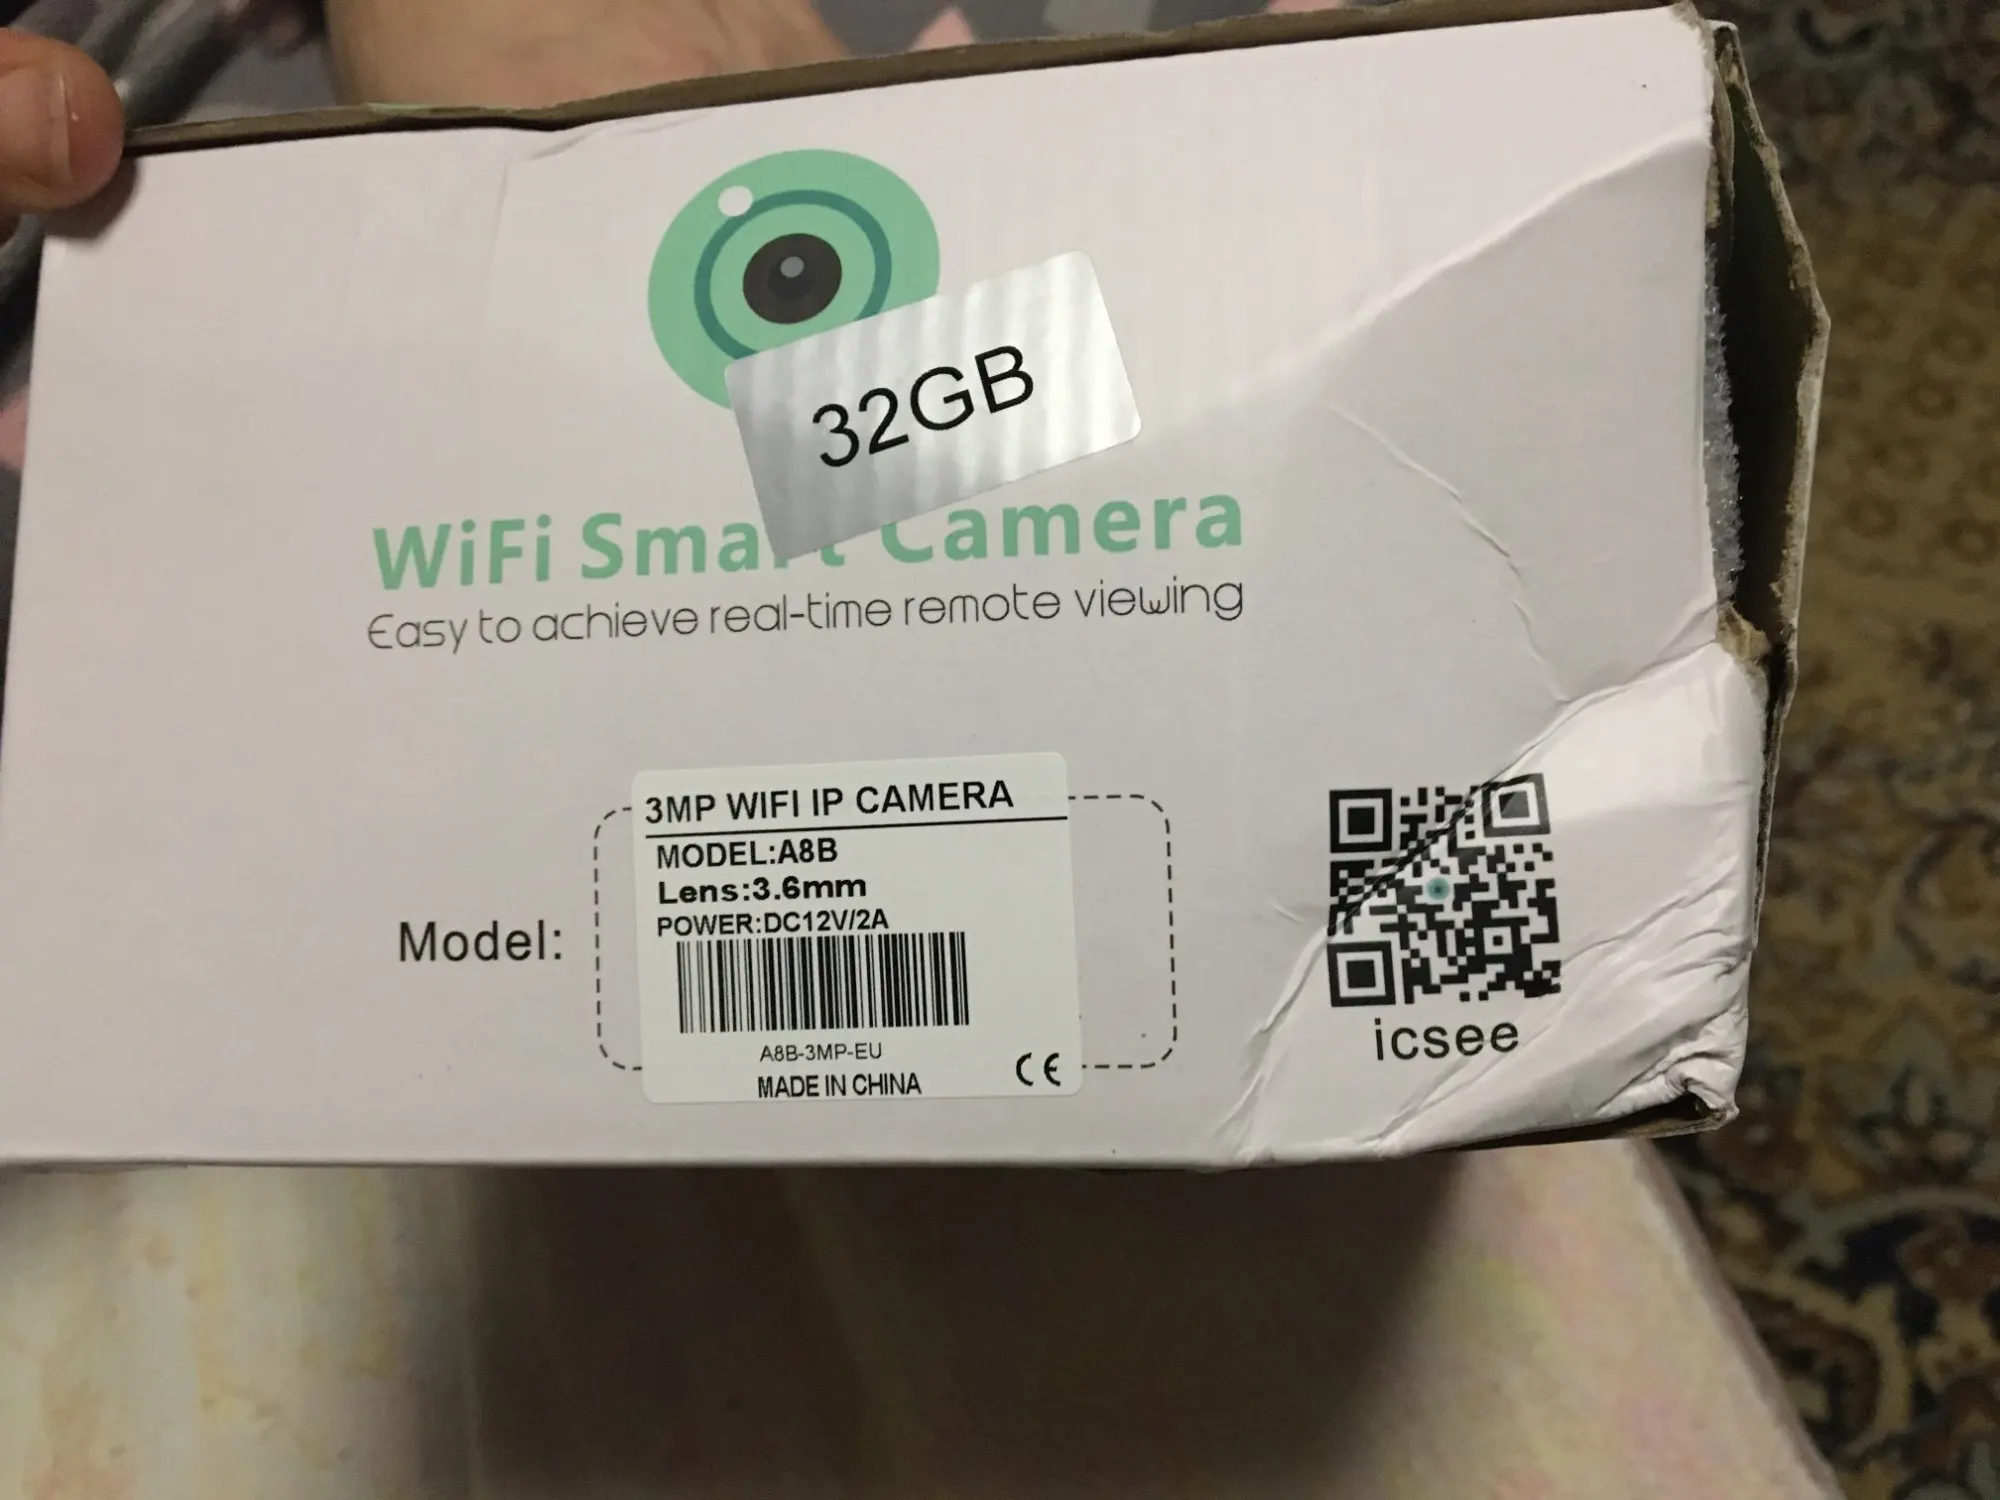 32GB
WiFi Smart Camera
Easy to achieve real-time remote viewing
3MP WIFI IP CAMERA
MODEL:A8B
Lens:3.6mm
POWER:DC12V/2A
Model:
A8B-3MP-EU
MADE IN CHINA
CE
icsee